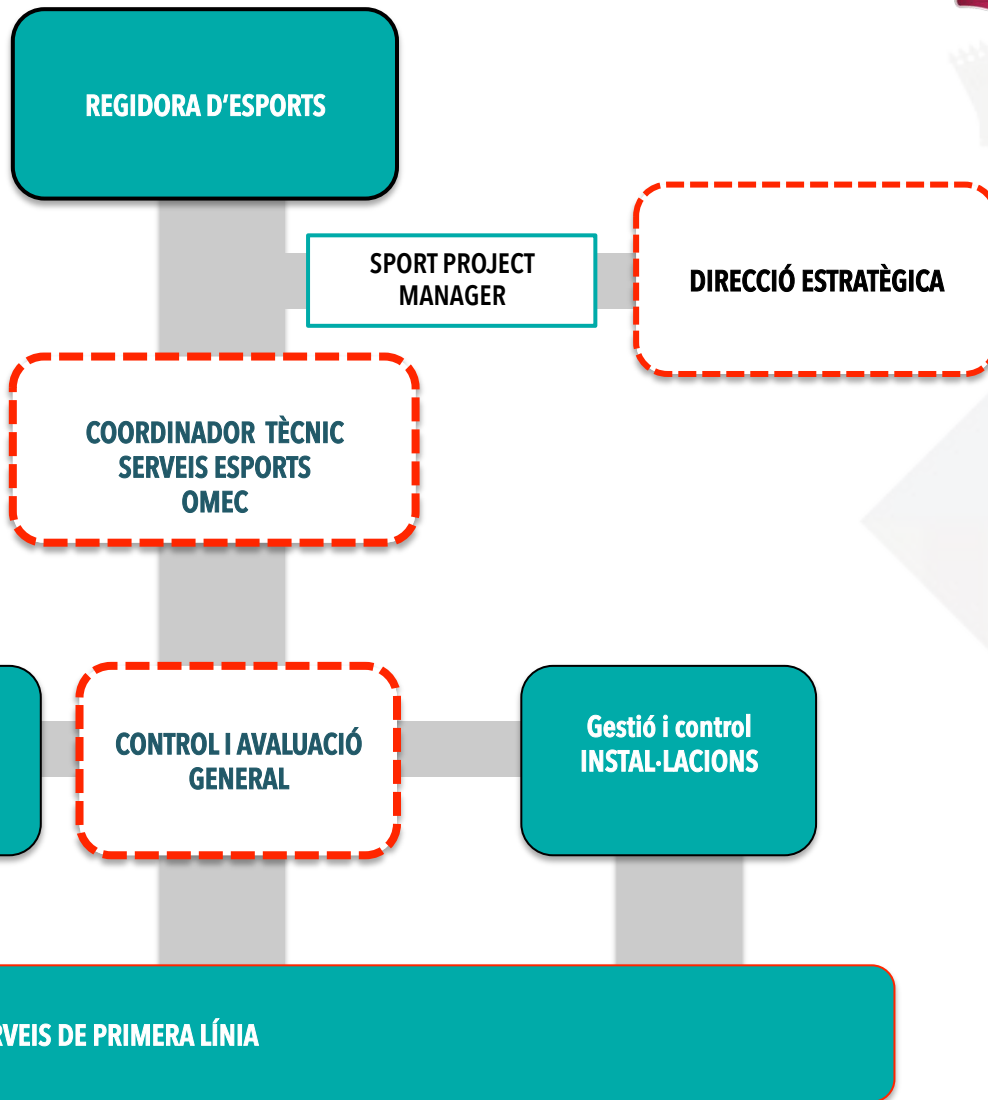 REGIDORA D'ESPORTS
SPORT PROJECT
MANAGER
DIRECCIÓ ESTRATÈGICA
COORDINADOR TÈCNIC
SERVEIS ESPORTS
OMEC
CONTROL I AVALUACIÓ
GENERAL
Gestió i control
INSTAL·LACIONS
RVEIS DE PRIMERA LÍNIA